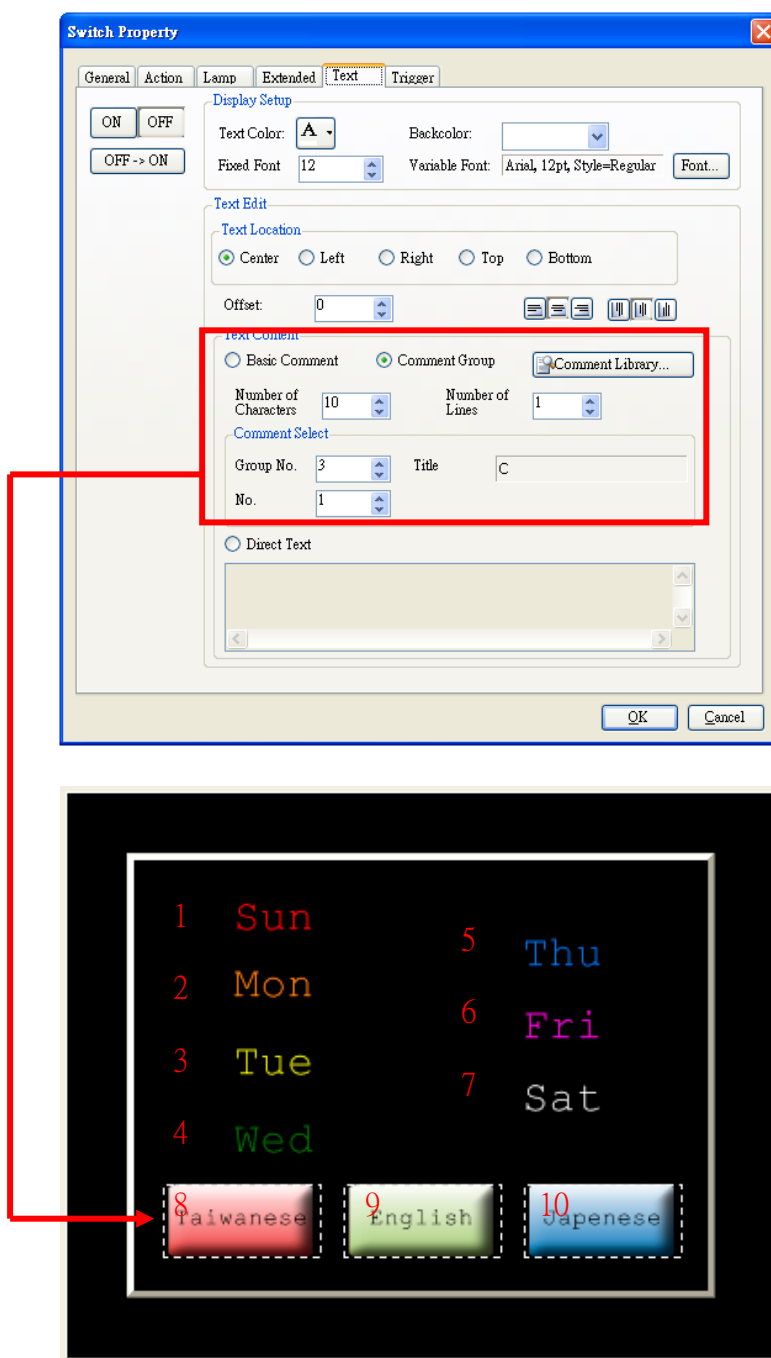 Switch Property
General Action Lamp Extended Text Trigger
ON OFF
OFF -> ON
Display Setup
Text Color: A Backcolor:
Fixed Font 12 Variable Font: Arial, 12pt, Style=Regular Font...
Text Edit
Text Location
Center Left Right Top Bottom
Offset: 0
Text Content
Basic Comment Comment Group Comment Library...
Number of Characters 10 Number of Lines 1
Comment Select
Group No. 3 Title C
No. 1
Direct Text
OK Cancel
1 Sun
2 Mon
3 Tue
4 Wed
5 Thu
6 Fri
7 Sat
8 Taiwanese
9 English
10 Japenese